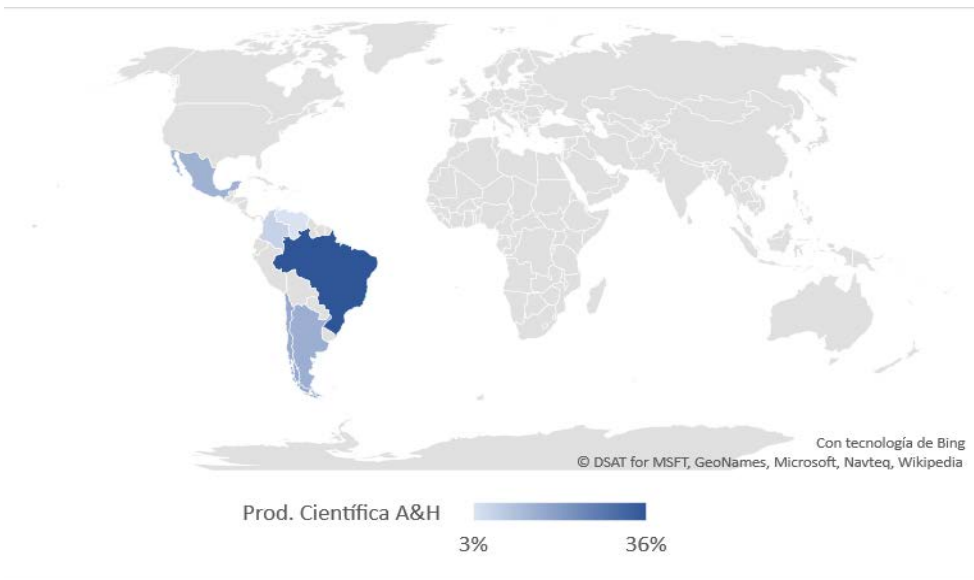 Con tecnología de Bing
© DSAT for MSFT, GeoNames, Microsoft, Navteq, Wikipedia
Prod. Científica A&H
3% 36%